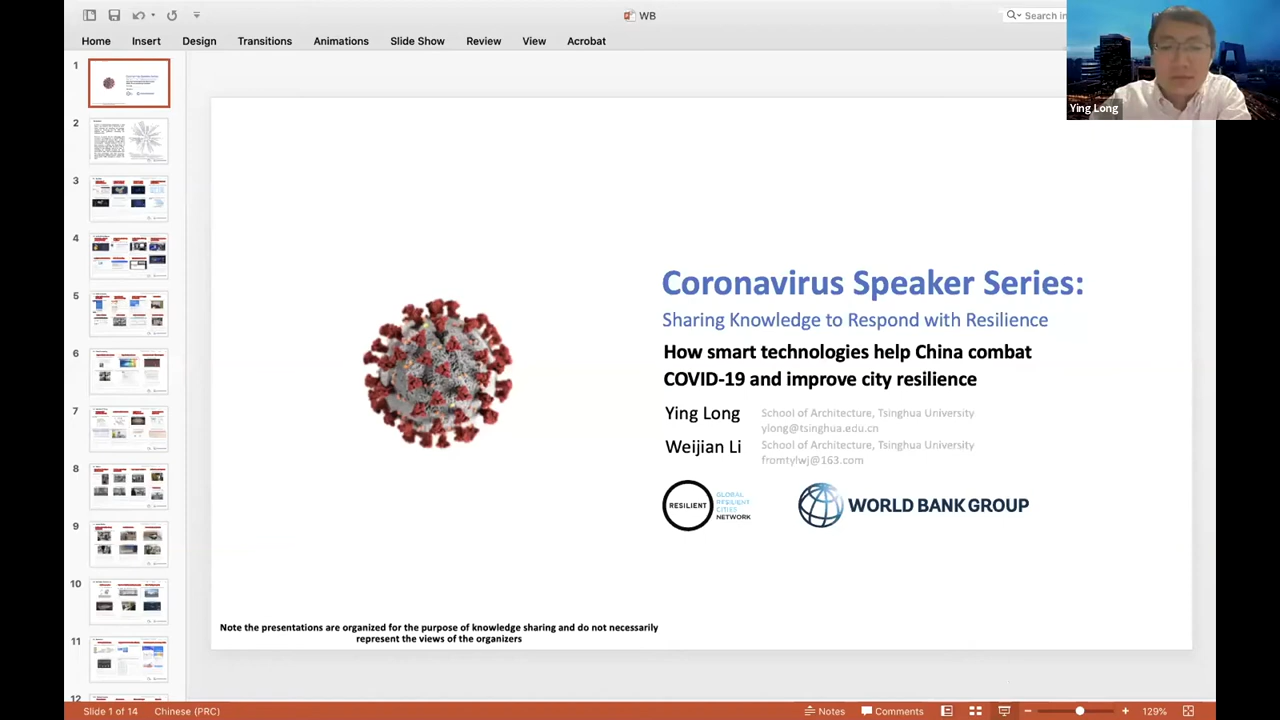 WB
Search in
Home Insert Design Transitions Animations Slide Show Review View Acrobat
Ying Long
1
2
3
4
5
6
7
8
9
10
11
12
Coronavirus Speaker Series:
Sharing Knowledge to Respond with Resilience
How smart technologies help China combat
COVID-19 and improve city resilience
Ying Long School of Architecture, Tsinghua University
ylong@tsinghua.edu.cn
Weijian Li School of Architecture, Tsinghua University
fromtylwj@163.com
RESILIENT
GLOBAL
RESILIENT
CITIES
NETWORK
WORLD BANK GROUP
Note the presentations are organized for the purpose of knowledge sharing and do not necessarily
represent the views of the organizers
Slide 1 of 14 Chinese (PRC) Notes Comments 129%